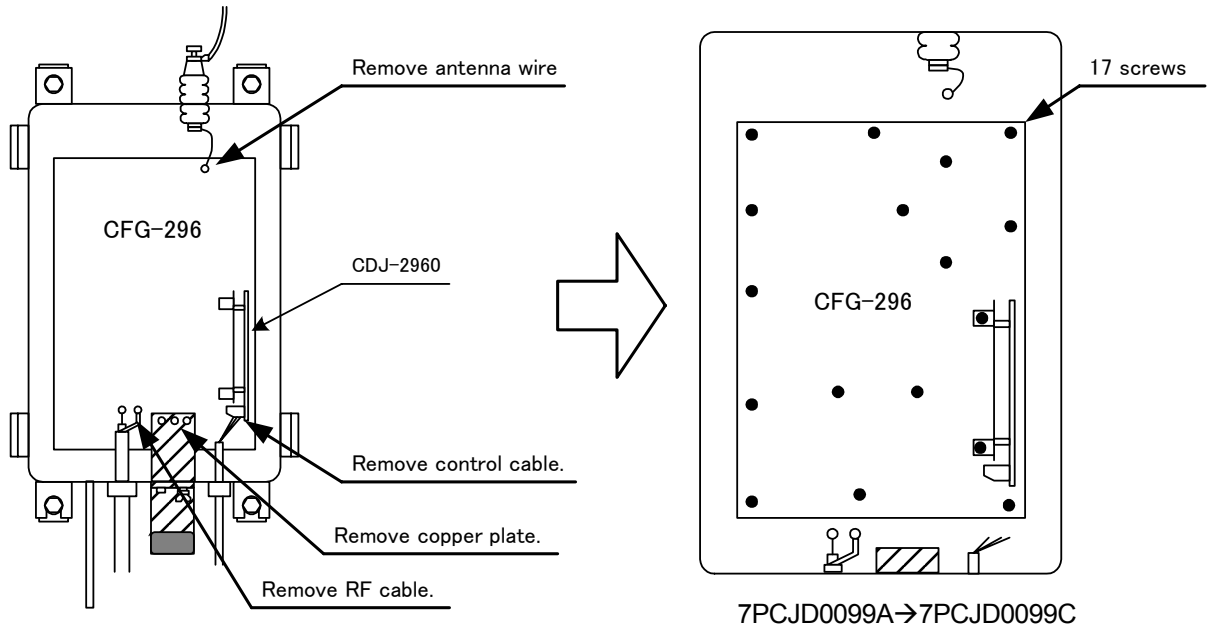 Remove antenna wire
17 screws
CFG-296
CDJ-2960
CFG-296
Remove control cable.
Remove copper plate.
Remove RF cable.
7PCJD0099A→7PCJD0099C